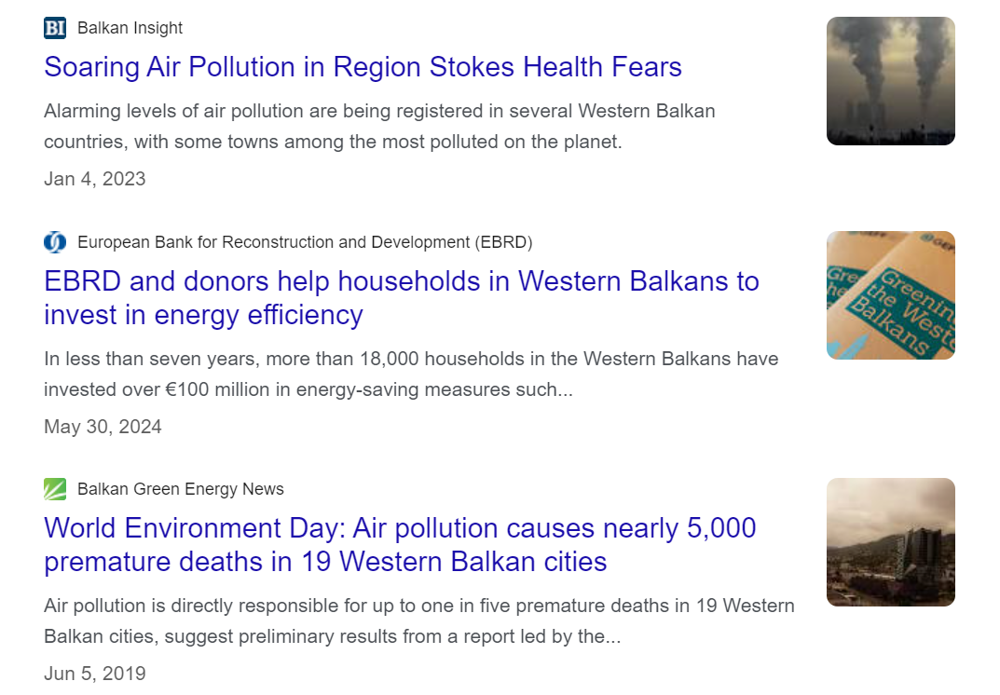 BI Balkan Insight
Soaring Air Pollution in Region Stokes Health Fears
Alarming levels of air pollution are being registered in several Western Balkan
countries, with some towns among the most polluted on the planet.
Jan 4, 2023
European Bank for Reconstruction and Development (EBRD)
EBRD and donors help households in Western Balkans to
invest in energy efficiency
In less than seven years, more than 18,000 households in the Western Balkans have
invested over €100 million in energy-saving measures such...
May 30, 2024
Greening
the Weste
Balkans
Balkan Green Energy News
World Environment Day: Air pollution causes nearly 5,000
premature deaths in 19 Western Balkan cities
Air pollution is directly responsible for up to one in five premature deaths in 19 Western
Balkan cities, suggest preliminary results from a report led by the...
Jun 5, 2019